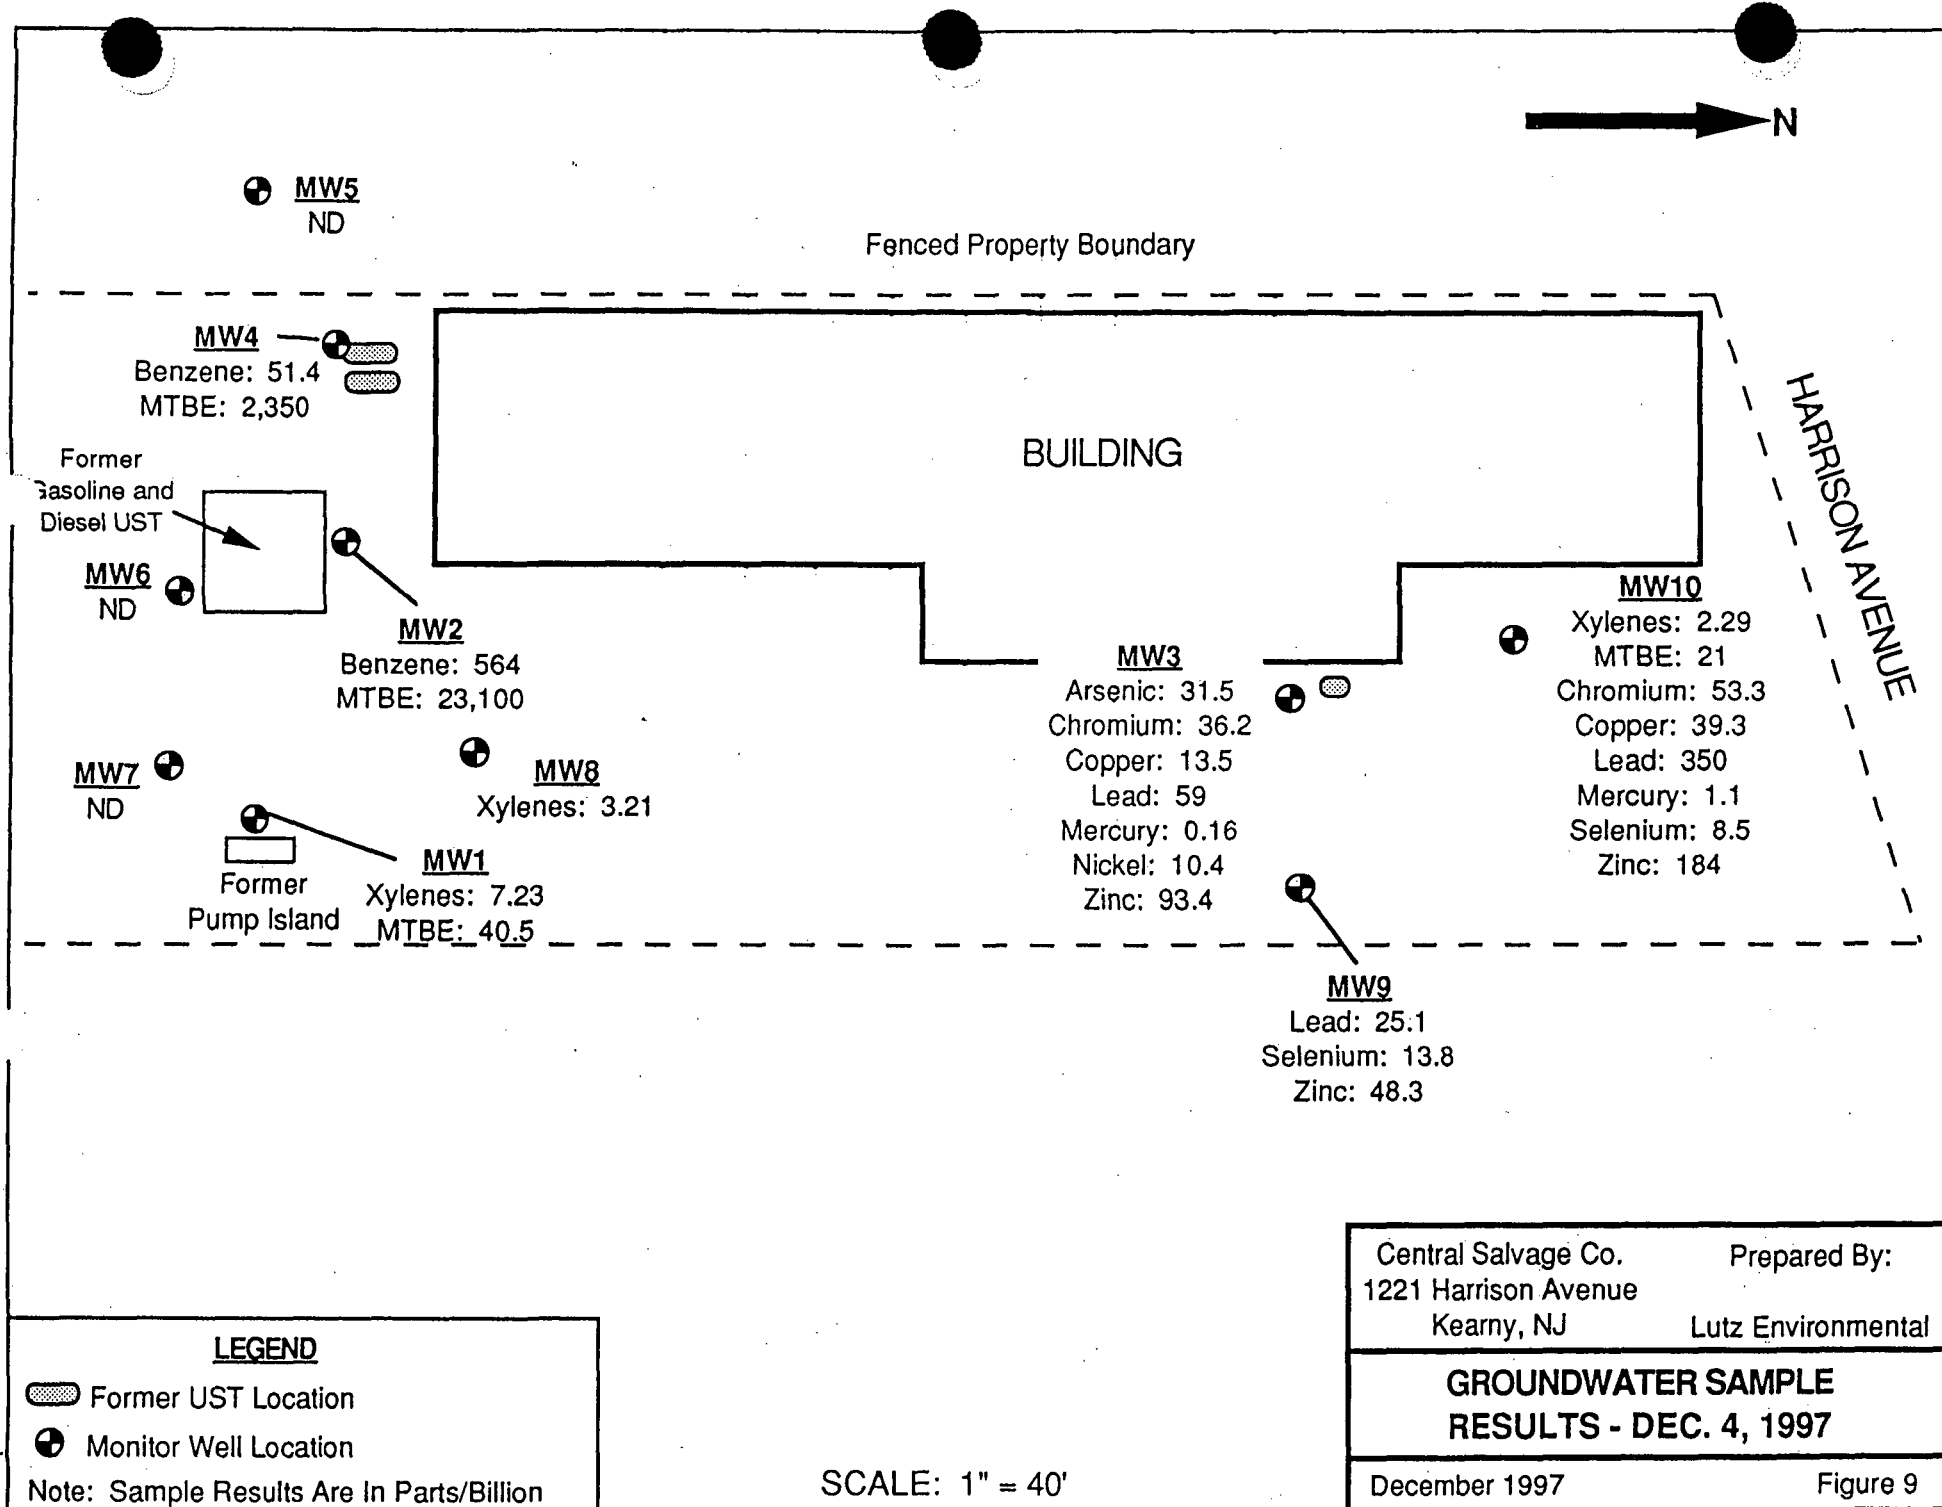 N
MW5
ND
Fenced Property Boundary
MW4
Benzene: 51.4
MTBE: 2,350
Former
Gasoline and
Diesel UST
BUILDING
HARRISON AVENUE
MW6
ND
MW2
Benzene: 564
MTBE: 23,100
MW7
ND
MW8
Xylenes: 3.21
MW1
Xylenes: 7.23
MTBE: 40.5
Former
Pump Island
MW3
Arsenic: 31.5
Chromium: 36.2
Copper: 13.5
Lead: 59
Mercury: 0.16
Nickel: 10.4
Zinc: 93.4
MW10
Xylenes: 2.29
MTBE: 21
Chromium: 53.3
Copper: 39.3
Lead: 350
Mercury: 1.1
Selenium: 8.5
Zinc: 184
MW9
Lead: 25.1
Selenium: 13.8
Zinc: 48.3
LEGEND
Former UST Location
Monitor Well Location
Note: Sample Results Are In Parts/Billion
SCALE: 1" = 40'
Central Salvage Co.
1221 Harrison Avenue
Kearny, NJ
Prepared By:
Lutz Environmental
GROUNDWATER SAMPLE
RESULTS - DEC. 4, 1997
December 1997
Figure 9